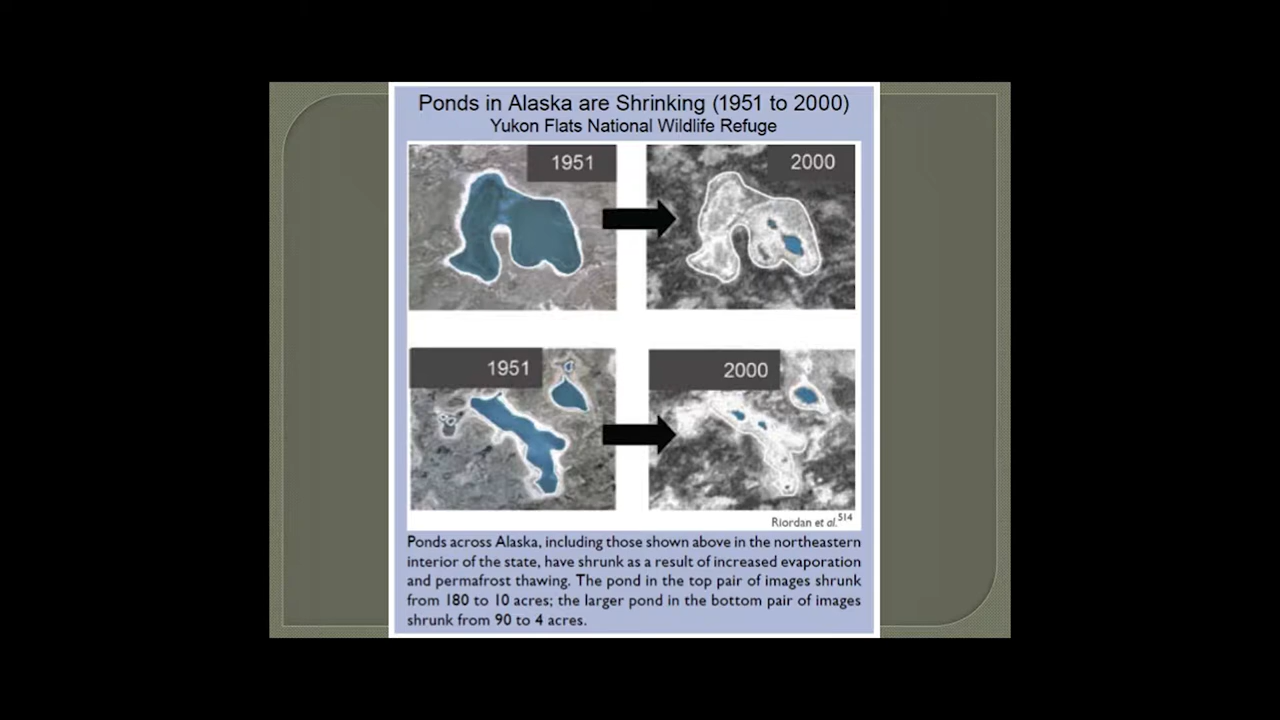 Ponds in Alaska are Shrinking (1951 to 2000)
Yukon Flats National Wildlife Refuge
1951
2000
1951
2000
Riordan et al.514
Ponds across Alaska, including those shown above in the northeastern
interior of the state, have shrunk as a result of increased evaporation
and permafrost thawing. The pond in the top pair of images shrunk
from 180 to 10 acres; the larger pond in the bottom pair of images
shrunk from 90 to 4 acres.